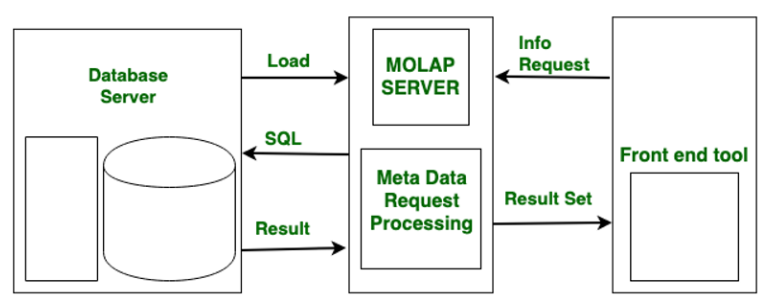 Database
Server
Load
SQL
Result
MOLAP
SERVER
Meta Data
Request
Processing
Info
Request
Result Set
Front end tool